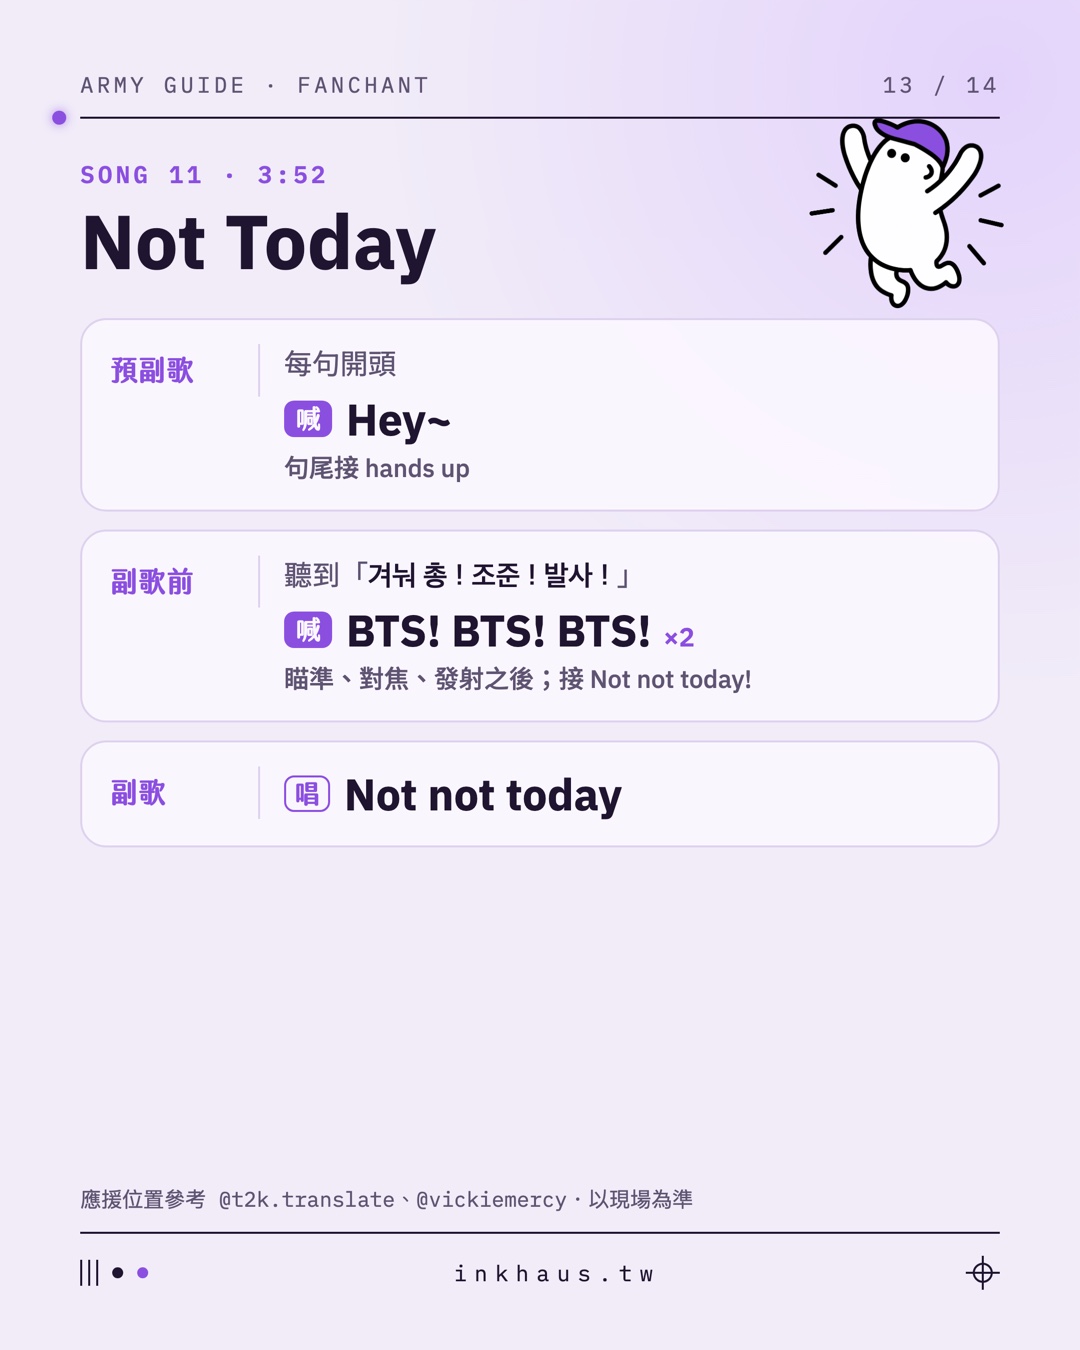 ARMY GUIDE · FANCHANT
13 / 14
SONG 11 · 3:52
Not Today
預副歌
每句開頭
喊 Hey~
句尾接 hands up
副歌前
聽到「겨눠 총 ! 조준 ! 발사 ! 」
喊 BTS! BTS! BTS! ×2
瞄準、對焦、發射之後；接 Not not today!
副歌
唱 Not not today
應援位置參考 @t2k.translate、@vickiemercy · 以現場為準
inkhaus.tw